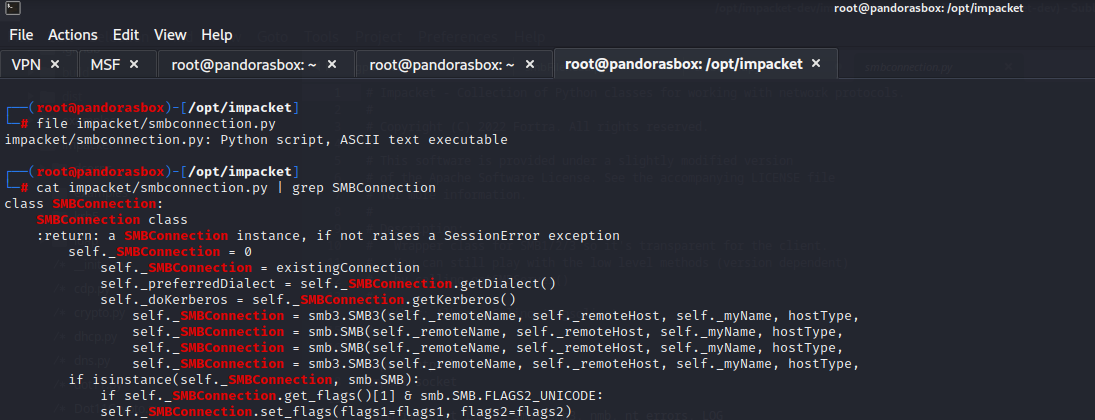 root@pandorasbox: /opt/impacket
File Actions Edit View Help
VPN × MSF × root@pandorasbox: ~ × root@pandorasbox: ~ × root@pandorasbox: /opt/impacket ×
┌──(root@pandorasbox)-[/opt/impacket]
└─# file impacket/smbconnection.py
impacket/smbconnection.py: Python script, ASCII text executable
┌──(root@pandorasbox)-[/opt/impacket]
└─# cat impacket/smbconnection.py | grep SMBConnection
class SMBConnection:
    SMBConnection class
    :return: a SMBConnection instance, if not raises a SessionError exception
        self._SMBConnection = 0
            self._SMBConnection = existingConnection
            self._preferredDialect = self._SMBConnection.getDialect()
            self._doKerberos = self._SMBConnection.getKerberos()
                self._SMBConnection = smb3.SMB3(self._remoteName, self._remoteHost, self._myName, hostType,
                self._SMBConnection = smb.SMB(self._remoteName, self._remoteHost, self._myName, hostType,
                self._SMBConnection = smb.SMB(self._remoteName, self._remoteHost, self._myName, hostType,
                self._SMBConnection = smb3.SMB3(self._remoteName, self._remoteHost, self._myName, hostType,
        if isinstance(self._SMBConnection, smb.SMB):
            if self._SMBConnection.get_flags()[1] & smb.SMB.FLAGS2_UNICODE:
            self._SMBConnection.set_flags(flags1=flags1, flags2=flags2)